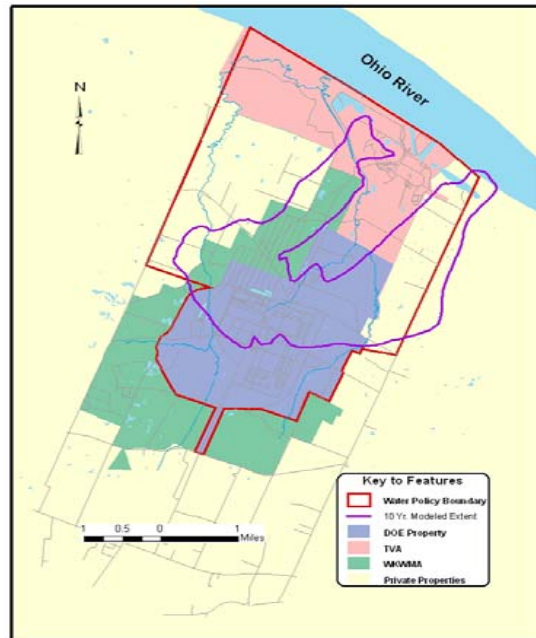 Ohio River
N
Key to Features
Water Policy Boundary
10 Yr. Modeled Extent
DOE Property
TVA
WKWMA
Private Properties
1 0.5 0 1
Miles